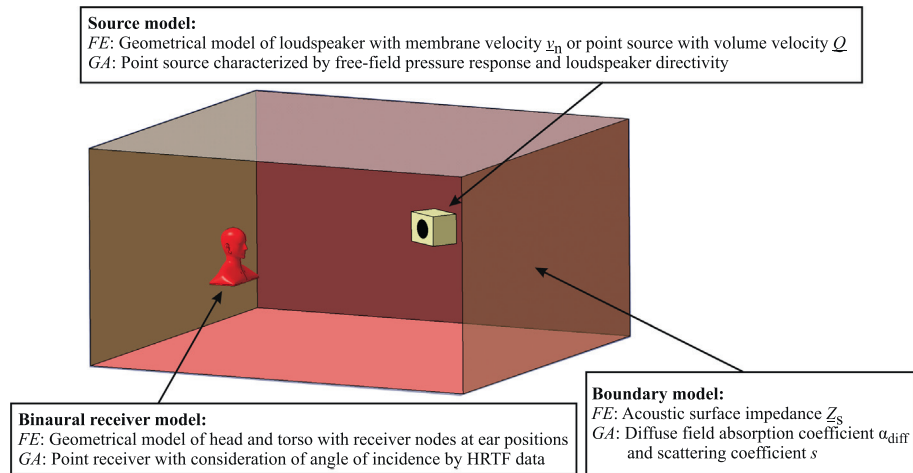 Source model:
FE: Geometrical model of loudspeaker with membrane velocity v̲n or point source with volume velocity Q̲
GA: Point source characterized by free-field pressure response and loudspeaker directivity
Binaural receiver model:
FE: Geometrical model of head and torso with receiver nodes at ear positions
GA: Point receiver with consideration of angle of incidence by HRTF data
Boundary model:
FE: Acoustic surface impedance Z̲s
GA: Diffuse field absorption coefficient αdiff
and scattering coefficient s